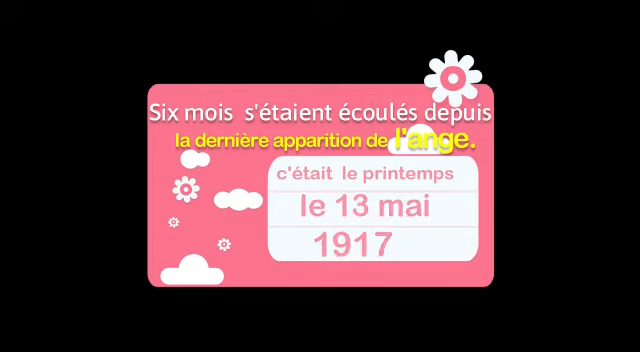 Six mois s'étaient écoulés depuis
la dernière apparition de l'ange.
c'était le printemps
le 13 mai
1917